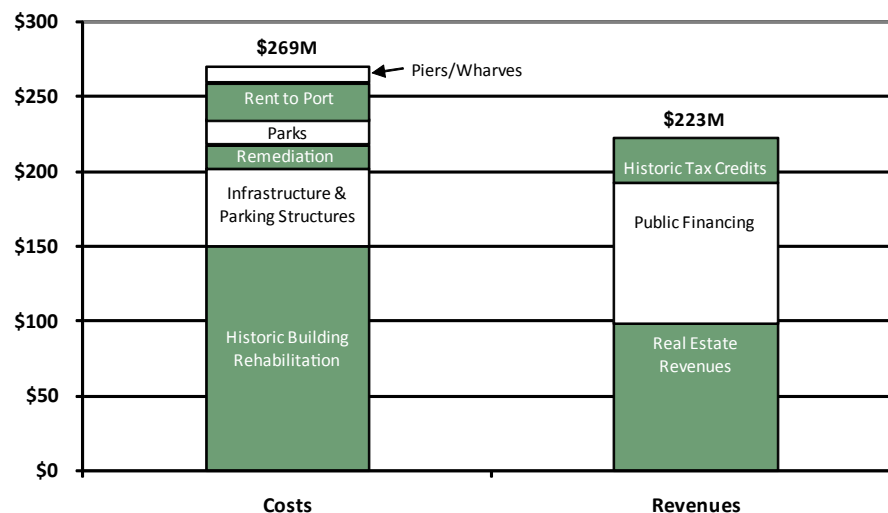 $300
$269M
Piers/Wharves
$250
Rent to Port
$223M
Parks
Remediation
Historic Tax Credits
$200
Infrastructure &
Parking Structures
Public Financing
$150
$100
Historic Building
Rehabilitation
Real Estate
Revenues
$50
$0
Costs
Revenues